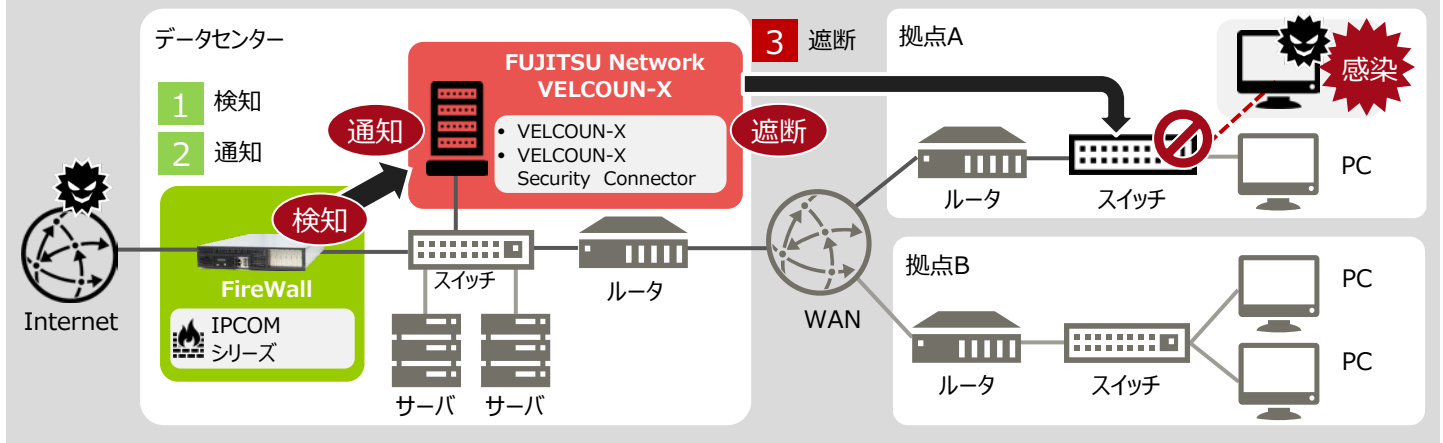 データセンター
1 検知
2 通知
Internet
検知
FireWall
IPCOM
シリーズ
通知
FUJITSU Network
VELCOUN-X
• VELCOUN-X
• VELCOUN-X
Security Connector
遮断
スイッチ
サーバ
サーバ
ルータ
WAN
3 遮断
拠点A
感染
ルータ
スイッチ
PC
拠点B
ルータ
スイッチ
PC
PC